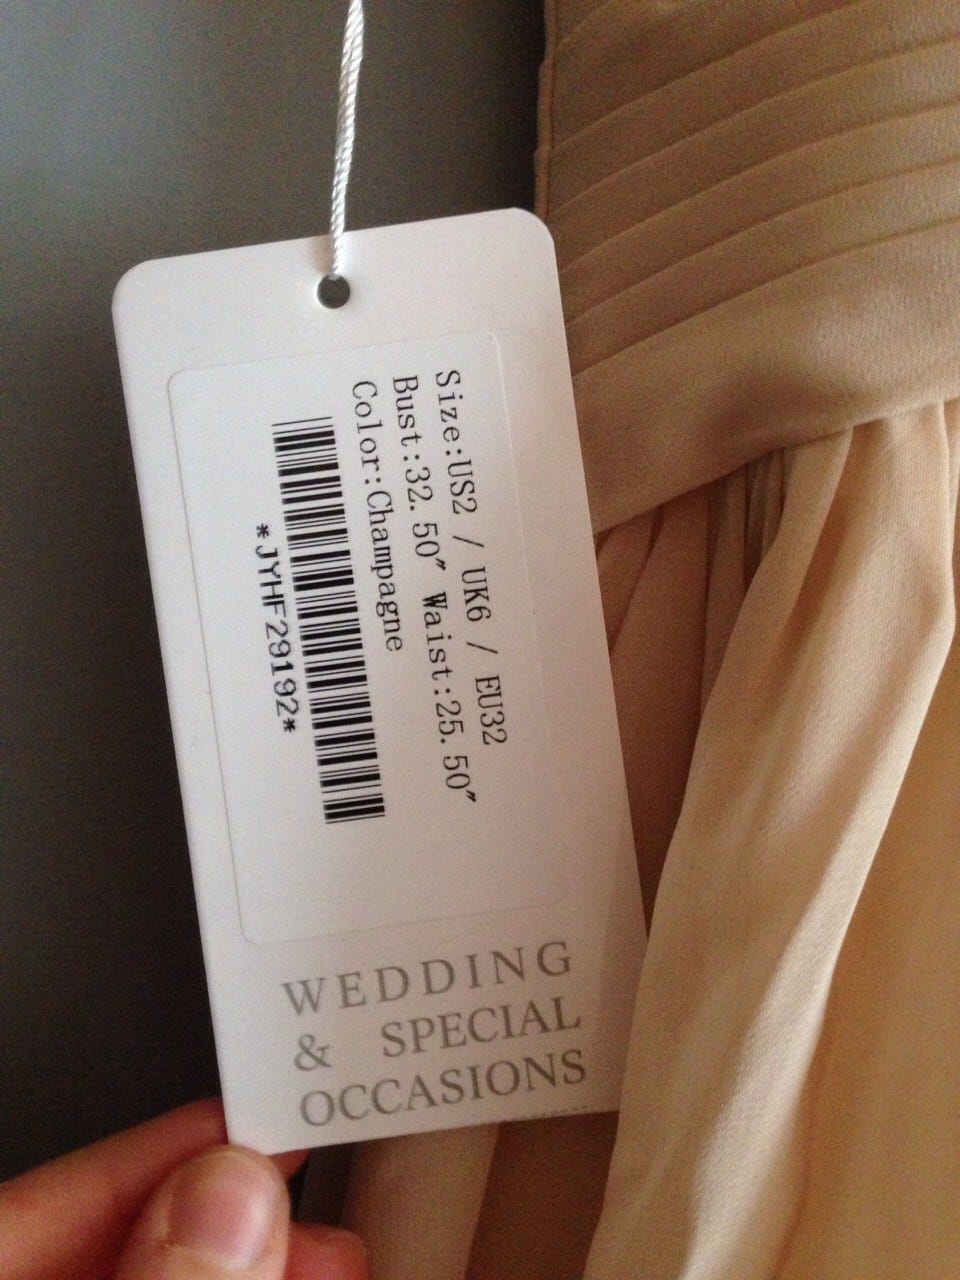 Size:US2 / UK6 / EU32
Bust:32.50″ Waist:25.50″
Color:Champagne
*JYHF29192*
WEDDING
& SPECIAL
OCCASIONS